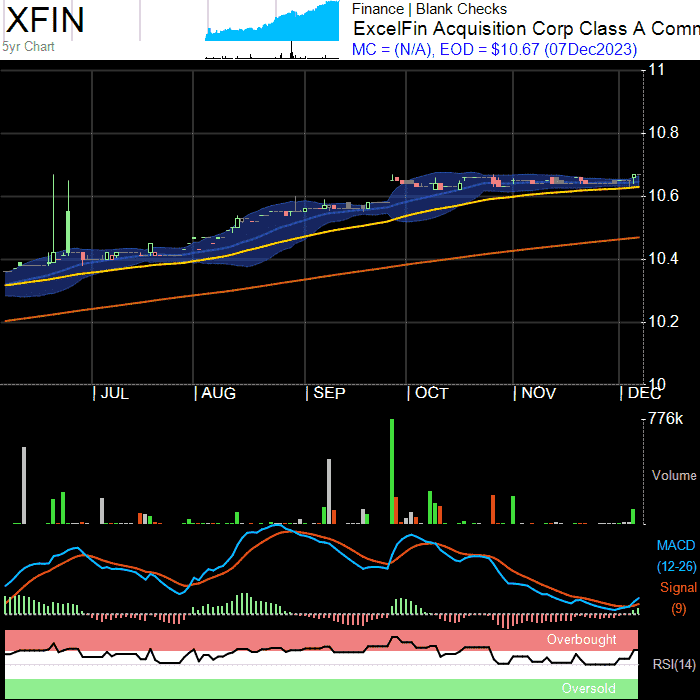 XFIN
5yr Chart
Finance | Blank Checks
ExcelFin Acquisition Corp Class A Comm
MC = (N/A), EOD = $10.67 (07Dec2023)
11
10.8
10.6
10.4
10.2
10
| JUL | AUG | SEP | OCT | NOV | DEC
776k
Volume
MACD
(12-26)
Signal
(9)
Overbought
RSI(14)
Oversold